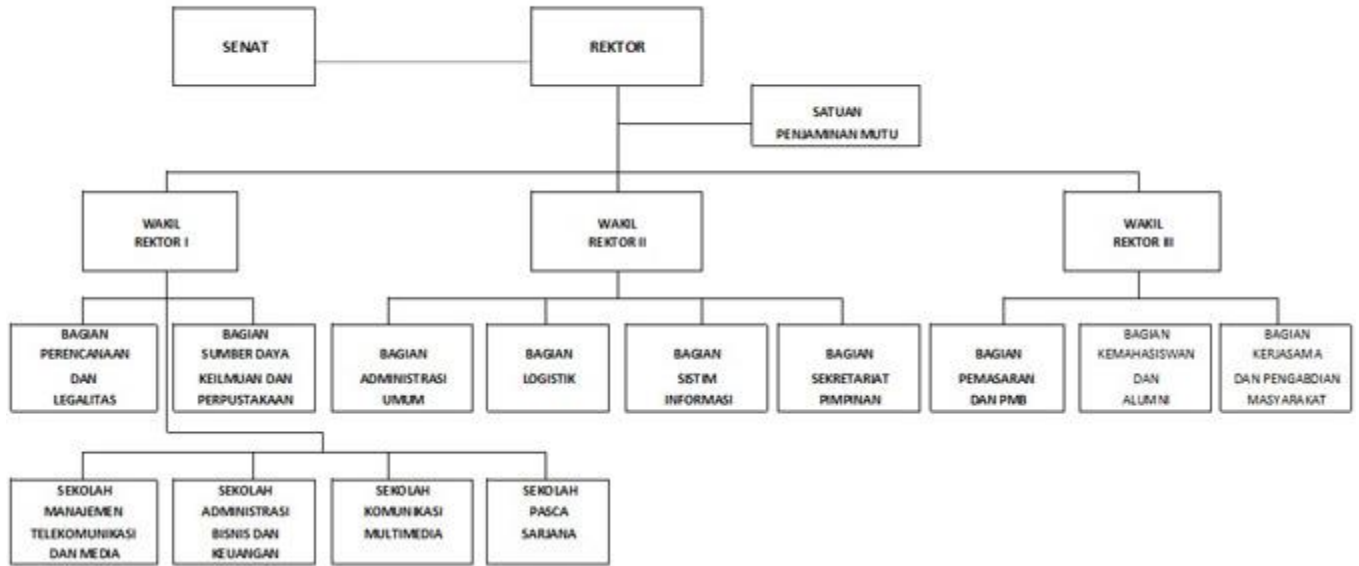 SENAT
REKTOR
SATUAN
PENJAMINAN MUTU
WAKIL
REKTOR I
WAKIL
REKTOR II
WAKIL
REKTOR III
BAGIAN
PERENCANAAN
DAN
LEGALITAS
BAGIAN
SUMBER DAYA
KEILMUAN DAN
PERPUSTAKAAN
BAGIAN
ADMINISTRASI
UMUM
BAGIAN
LOGISTIK
BAGIAN
SISTIM
INFORMASI
BAGIAN
SEKRETARIAT
PIMPINAN
BAGIAN
PEMASARAN
DAN PMB
BAGIAN
KEMAHASISWAN
DAN
ALUMNI
BAGIAN
KERJASAMA
DAN PENGABDIAN
MASYARAKAT
SEKOLAH
MANAJEMEN
TELEKOMUNIKASI
DAN MEDIA
SEKOLAH
ADMINISTRASI
BISNIS DAN
KEUANGAN
SEKOLAH
KOMUNIKASI
MULTIMEDIA
SEKOLAH
PASCA
SARJANA